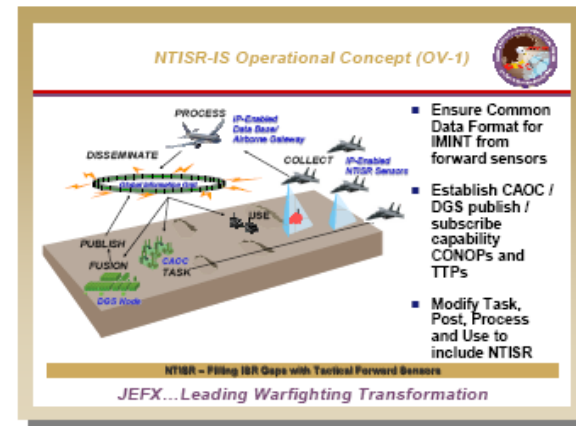 NTISR-IS Operational Concept (OV-1)
PROCESS
IP-Enabled
Data Base/
Airborne Gateway
DISSEMINATE
COLLECT
IP-Enabled
NTISR Sensors
Global Information Grid
USE
PUBLISH
FUSION
CAOC
TASK
DGS Node
Ensure Common
Data Format for
IMINT from
forward sensors
Establish CAOC /
DGS publish /
subscribe
capability
CONOPs and
TTPs
Modify Task,
Post, Process
and Use to
include NTISR
NTISR – Filling ISR Gaps with Tactical Forward Sensors
JEFX...Leading Warfighting Transformation